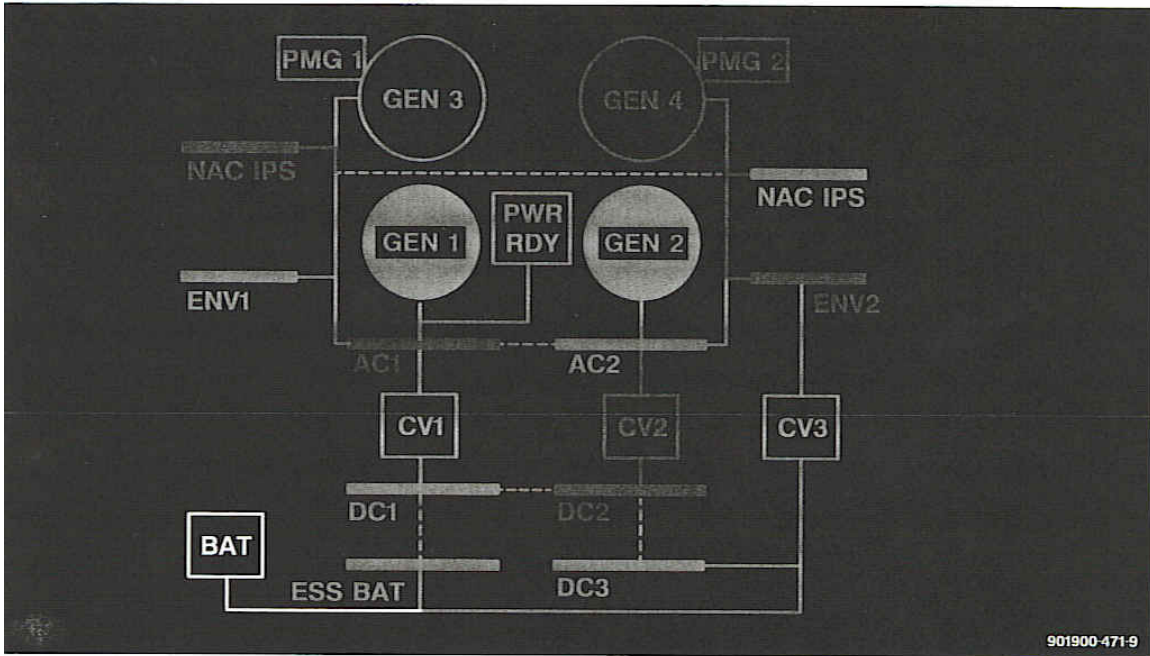 PMG 1
GEN 3
GEN 4
PMG 2
NAC IPS
NAC IPS
GEN 1
PWR
RDY
GEN 2
ENV1
ENV2
AC1
AC2
CV1
CV2
CV3
DC1
DC2
BAT
ESS BAT
DC3
901900-471-9